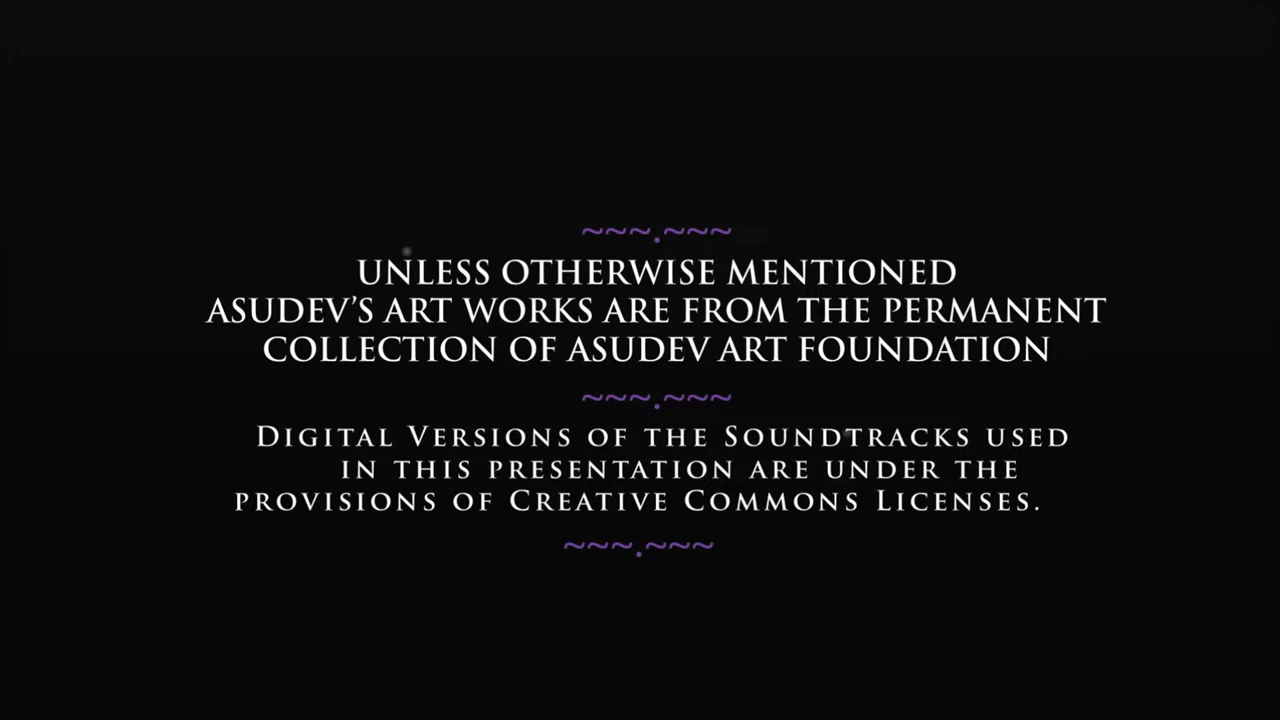 ~~~.~~~
UNLESS OTHERWISE MENTIONED
ASUDEV’S ART WORKS ARE FROM THE PERMANENT
COLLECTION OF ASUDEV ART FOUNDATION
~~~.~~~
DIGITAL VERSIONS OF THE SOUNDTRACKS USED
IN THIS PRESENTATION ARE UNDER THE
PROVISIONS OF CREATIVE COMMONS LICENSES.
~~~.~~~